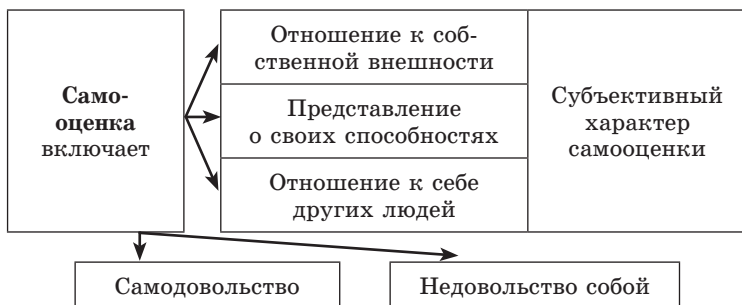 Само-
оценка
включает
Отношение к соб-
ственной внешности
Представление
о своих способностях
Отношение к себе
других людей
Субъективный
характер
самооценки
Самодовольство
Недовольство собой